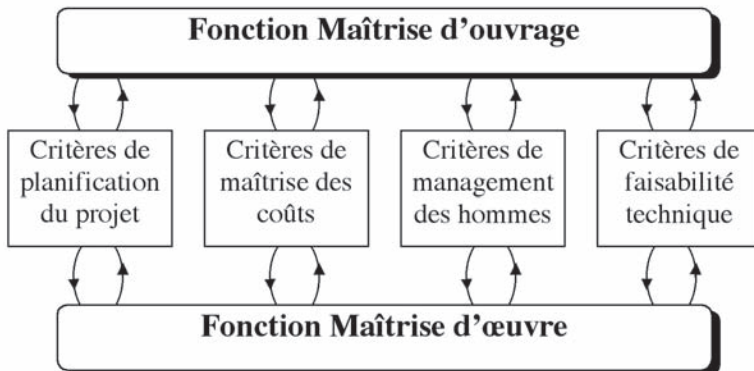 Fonction Maîtrise d'ouvrage
Critères de
planification
du projet
Critères de
maîtrise des
coûts
Critères de
management
des hommes
Critères de
faisabilité
technique
Fonction Maîtrise d'œuvre